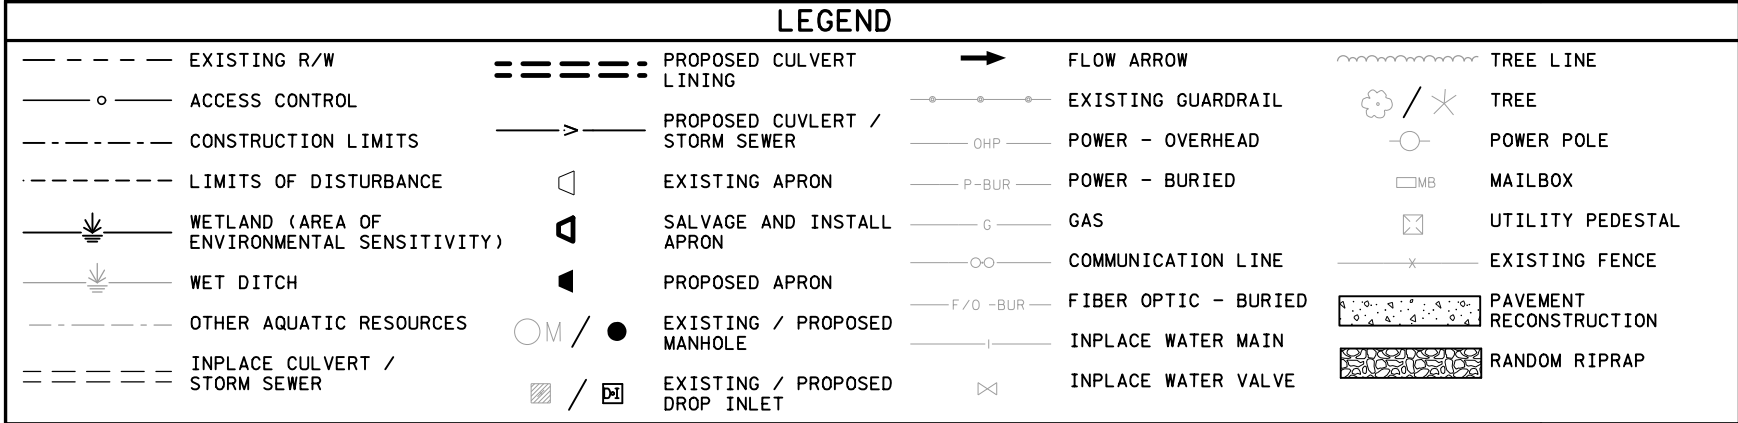 LEGEND
EXISTING R/W
ACCESS CONTROL
CONSTRUCTION LIMITS
LIMITS OF DISTURBANCE
WETLAND (AREA OF
ENVIRONMENTAL SENSITIVITY)
WET DITCH
OTHER AQUATIC RESOURCES
INPLACE CULVERT /
STORM SEWER
PROPOSED CULVERT
LINING
PROPOSED CUVLERT /
STORM SEWER
EXISTING APRON
SALVAGE AND INSTALL
APRON
PROPOSED APRON
M / EXISTING / PROPOSED
MANHOLE
/ D-I EXISTING / PROPOSED
DROP INLET
FLOW ARROW
EXISTING GUARDRAIL
OHP POWER - OVERHEAD
P-BUR POWER - BURIED
G GAS
COMMUNICATION LINE
F/O -BUR FIBER OPTIC - BURIED
I INPLACE WATER MAIN
INPLACE WATER VALVE
TREE LINE
/ TREE
POWER POLE
MB MAILBOX
UTILITY PEDESTAL
X EXISTING FENCE
PAVEMENT
RECONSTRUCTION
RANDOM RIPRAP